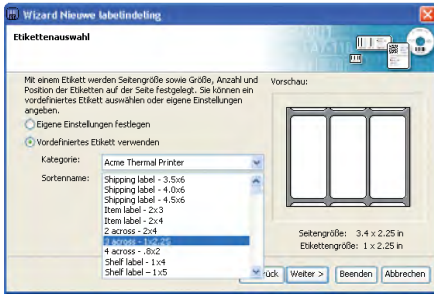 Wizard Nieuwe labelindeling
Etikettenauswahl
Mit einem Etikett werden Seitengröße sowie Größe, Anzahl und
Position der Etiketten auf der Seite festgelegt. Sie können ein
vordefiniertes Etikett auswählen oder eigene Einstellungen
angeben.
Eigene Einstellungen festlegen
Vordefiniertes Etikett verwenden
Kategorie: Acme Thermal Printer
Sortenname:
Shipping label - 3.5x6
Shipping label - 4.0x6
Shipping label - 4.5x6
Item label - 2x3
Item label - 2x4
2 across - 2x4
3 across - 1x2.25
4 across - .8x2
Shelf label - 1x4
Shelf label - 1x5
Vorschau:
Seitengröße: 3.4 x 2.25 in
Etikettengröße: 1 x 2.25 in
ück Weiter > Beenden Abbrechen